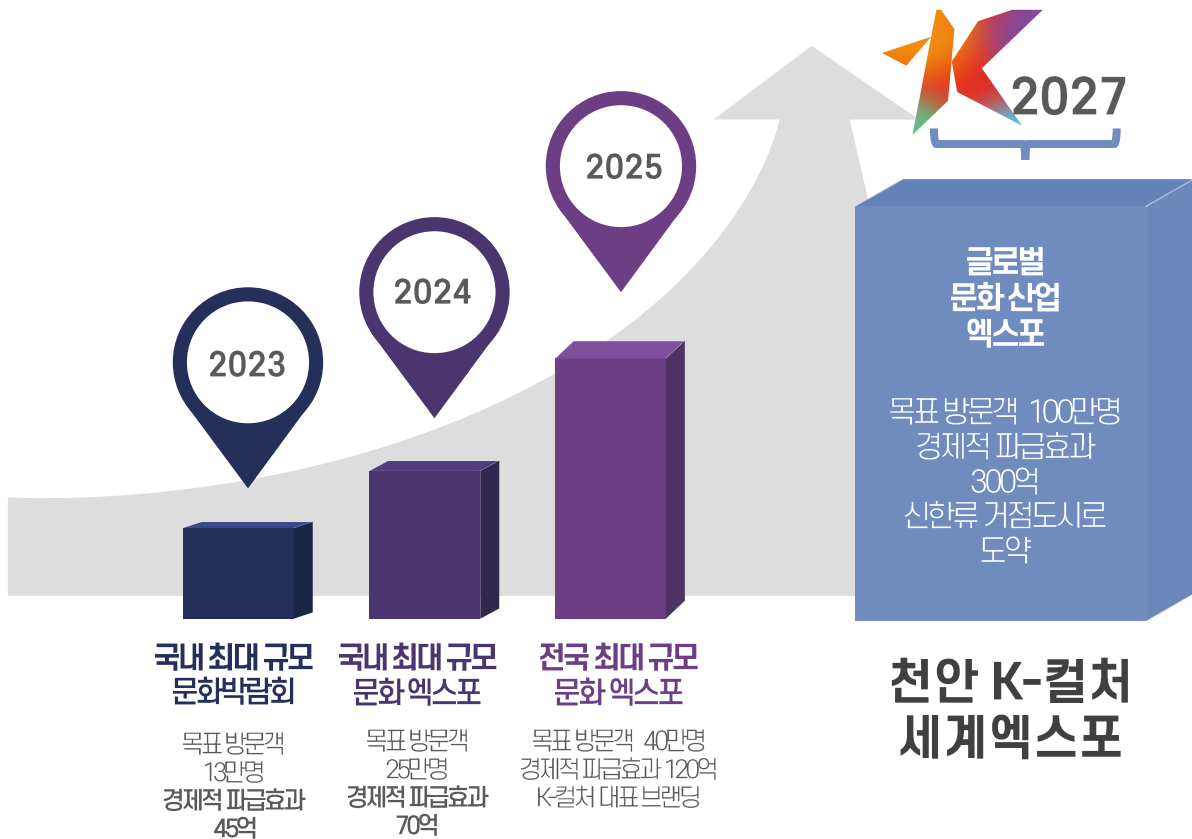 2023
국내 최대 규모
문화박람회
목표 방문객
13만명
경제적 파급효과
45억
2024
국내 최대 규모
문화 엑스포
목표 방문객
25만명
경제적 파급효과
70억
2025
전국 최대 규모
문화 엑스포
목표 방문객 40만명
경제적 파급효과 120억
K-컬처 대표 브랜딩
K 2027
글로벌
문화 산업
엑스포
목표 방문객 100만명
경제적 파급효과
300억
신한류 거점도시로
도약
천안 K-컬처
세계엑스포